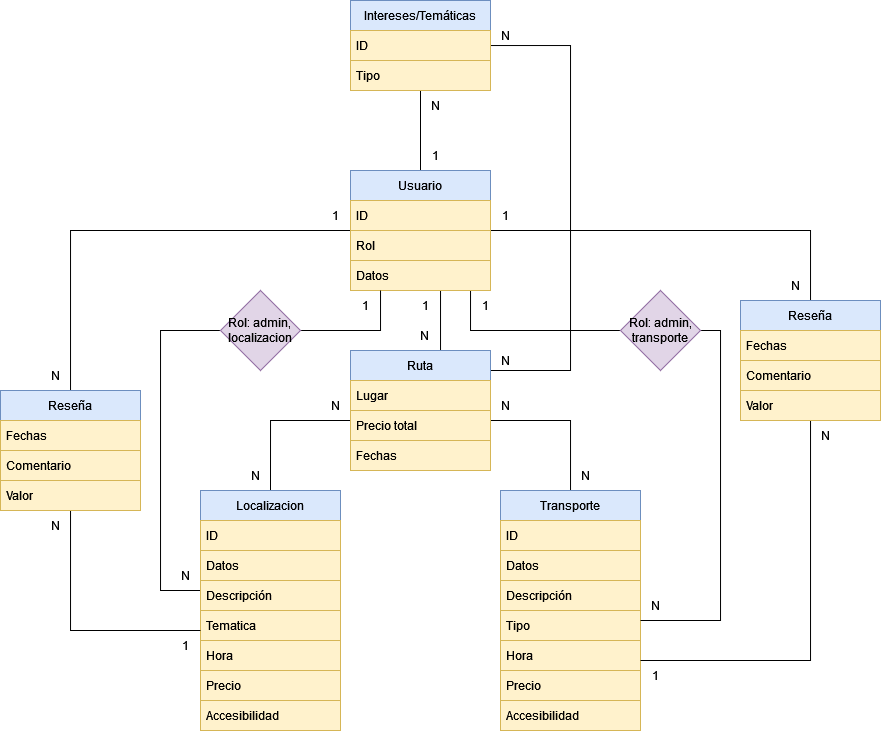 Intereses/Temáticas
ID
N
Tipo
N
1
Usuario
1
ID
1
Rol
Datos
N
1
1
1
Reseña
Rol: admin,
localizacion
Rol: admin,
transporte
N
Fechas
N
Ruta
N
Comentario
Lugar
Reseña
N
N
Valor
Fechas
Precio total
N
Comentario
Fechas
N
N
Valor
Localizacion
Transporte
N
ID
ID
Datos
Datos
N
Descripción
Descripción
N
Tematica
Tipo
1
Hora
Hora
1
Precio
Precio
Accesibilidad
Accesibilidad